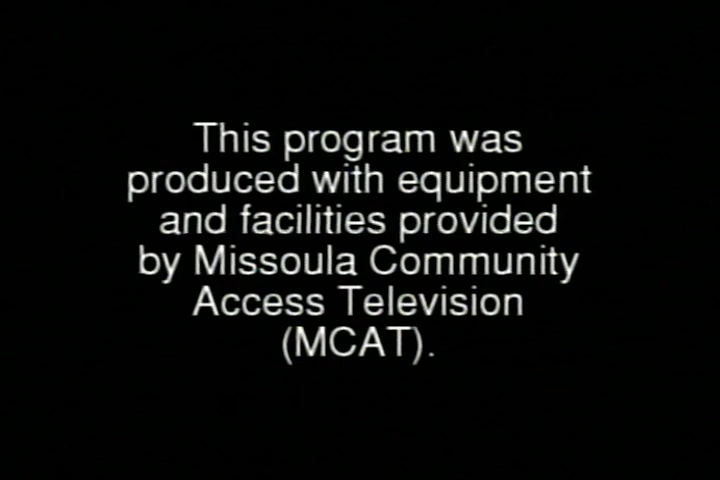 This program was
produced with equipment
and facilities provided
by Missoula Community
Access Television
(MCAT).